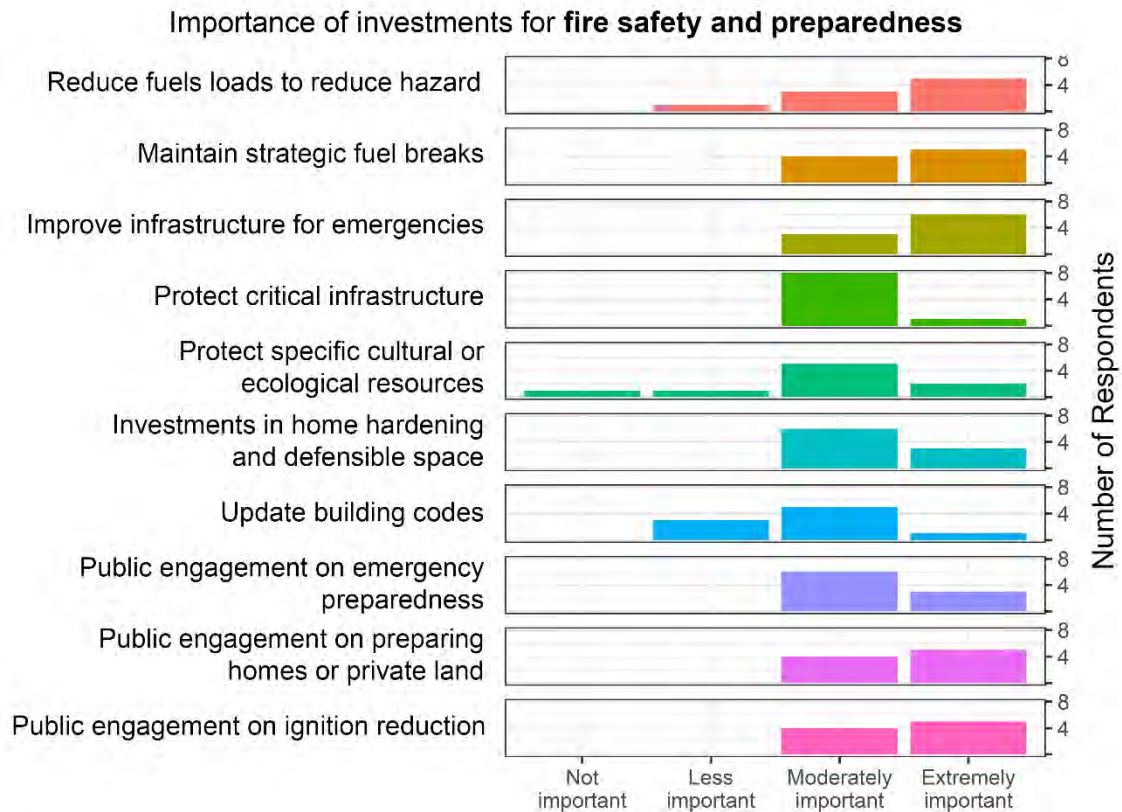 Importance of investments for fire safety and preparedness
Reduce fuels loads to reduce hazard
8
4
Maintain strategic fuel breaks
8
4
Improve infrastructure for emergencies
8
4
Protect critical infrastructure
8
4
Protect specific cultural or
ecological resources
8
4
Investments in home hardening
and defensible space
8
4
Update building codes
8
4
Public engagement on emergency
preparedness
8
4
Public engagement on preparing
homes or private land
8
4
Public engagement on ignition reduction
8
4
Number of Respondents
Not
important
Less
important
Moderately
important
Extremely
important